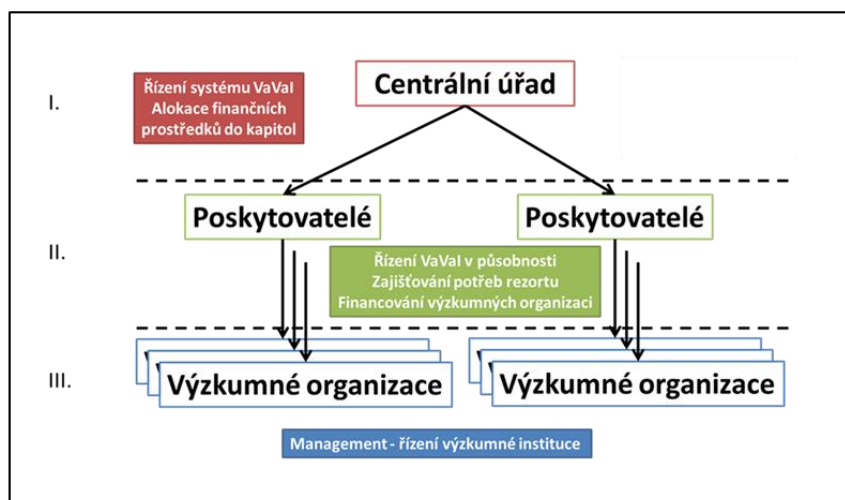 I.
Řízení systému VaVaI
Alokace finančních
prostředků do kapitol
Centrální úřad
Poskytovatelé
Poskytovatelé
II.
Řízení VaVaI v působnosti
Zajišťování potřeb rezortu
Financování výzkumných organizaci
III.
Výzkumné organizace
Výzkumné organizace
Management - řízení výzkumné instituce